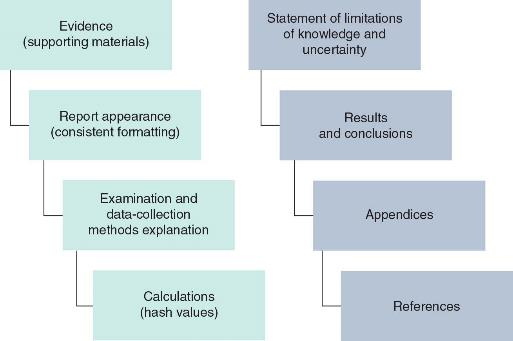 Evidence
(supporting materials)
Report appearance
(consistent formatting)
Examination and
data-collection
methods explanation
Calculations
(hash values)
Statement of limitations
of knowledge and
uncertainty
Results
and conclusions
Appendices
References